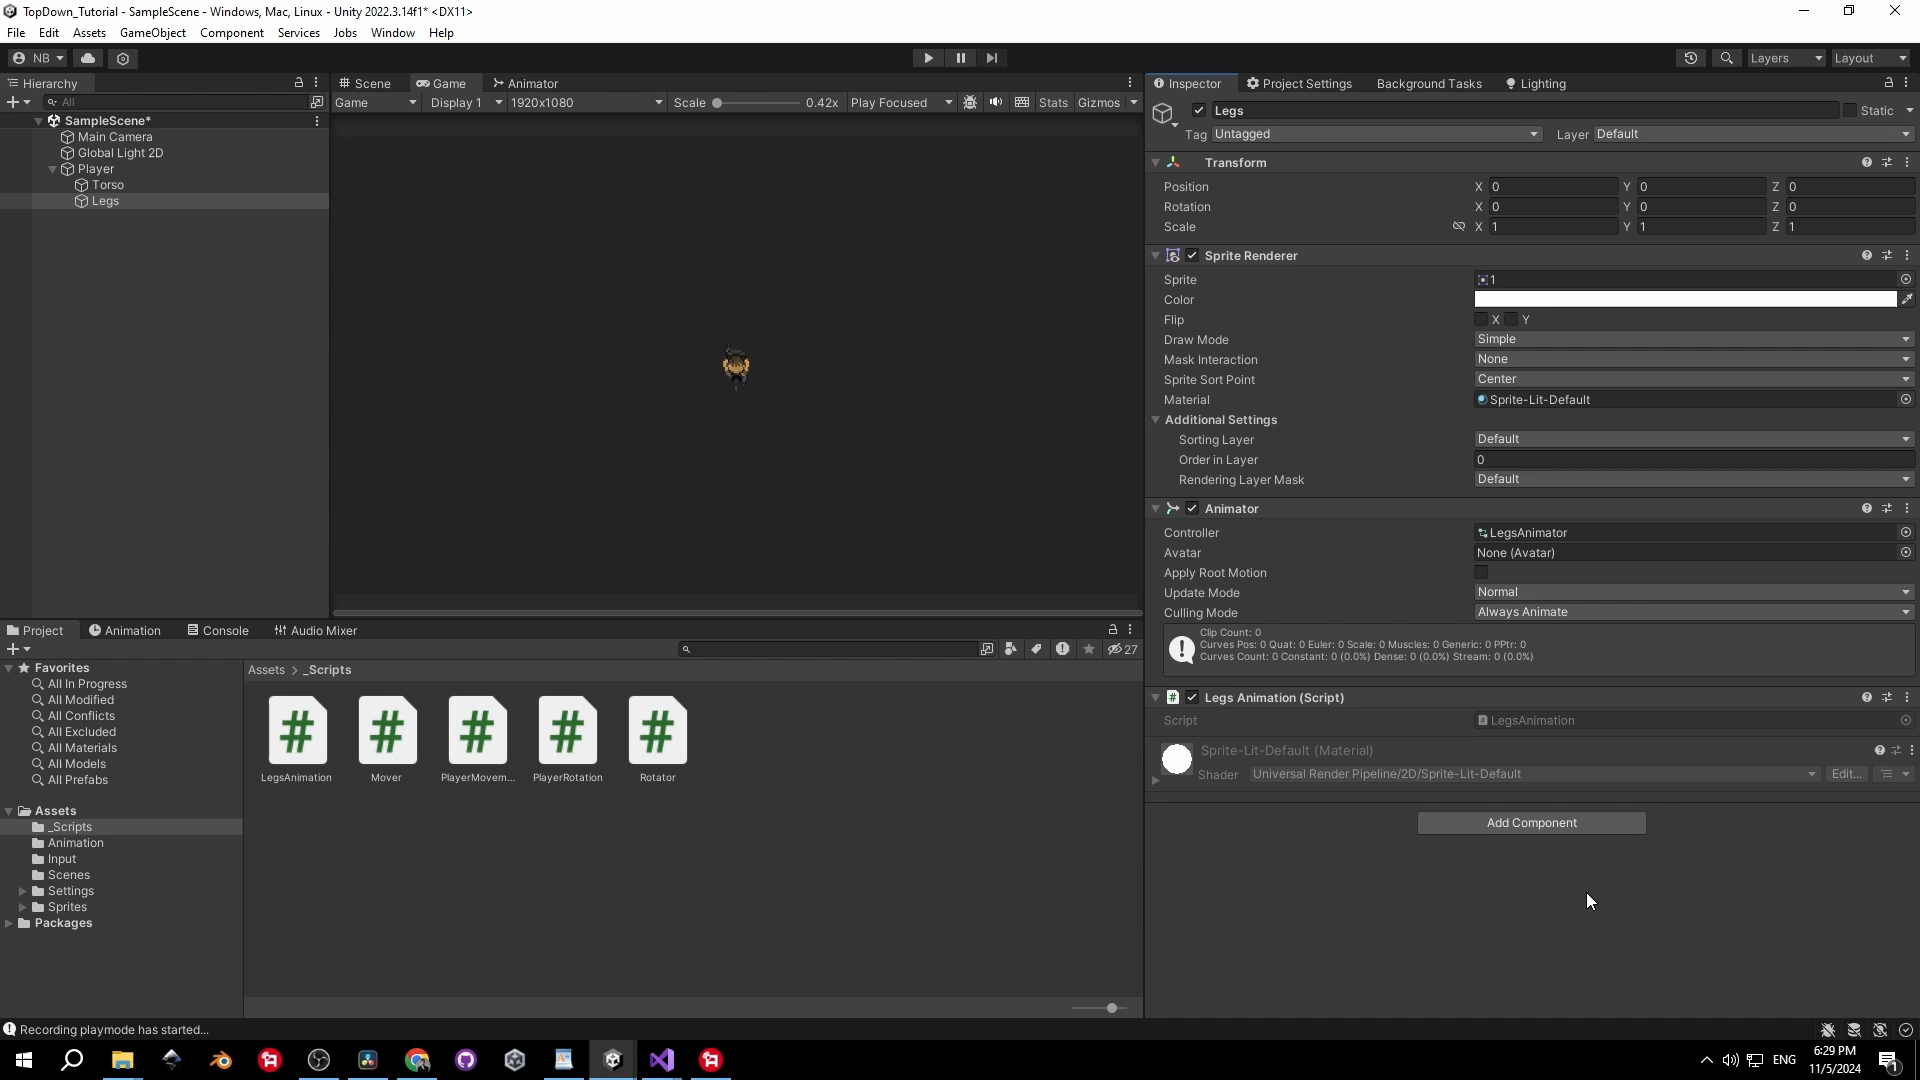 TopDown_Tutorial - SampleScene - Windows, Mac, Linux - Unity 2022.3.14f1* <DX11>
File Edit Assets GameObject Component Services Jobs Window Help
NB Layers Layout
Hierarchy
All
SampleScene*
Main Camera
Global Light 2D
Player
Torso
Legs
Scene Game Animator
Game Display 1 1920x1080 Scale 0.42x Play Focused Stats Gizmos
Inspector Project Settings Background Tasks Lighting
Legs Static
Tag Untagged Layer Default
Transform
Position X 0 Y 0 Z 0
Rotation X 0 Y 0 Z 0
Scale X 1 Y 1 Z 1
Sprite Renderer
Sprite 1
Color
Flip X Y
Draw Mode Simple
Mask Interaction None
Sprite Sort Point Center
Material Sprite-Lit-Default
Additional Settings
Sorting Layer Default
Order in Layer 0
Rendering Layer Mask Default
Animator
Controller LegsAnimator
Avatar None (Avatar)
Apply Root Motion
Update Mode Normal
Culling Mode Always Animate
Clip Count: 0
Curves Pos: 0 Quat: 0 Euler: 0 Scale: 0 Muscles: 0 Generic: 0 PPtr: 0
Curves Count: 0 Constant: 0 (0.0%) Dense: 0 (0.0%) Stream: 0 (0.0%)
Legs Animation (Script)
Script LegsAnimation
Sprite-Lit-Default (Material)
Shader Universal Render Pipeline/2D/Sprite-Lit-Default Edit...
Add Component
Project Animation Console Audio Mixer
27
Favorites
All In Progress
All Modified
All Conflicts
All Excluded
All Materials
All Models
All Prefabs
Assets
_Scripts
Animation
Input
Scenes
Settings
Sprites
Packages
Assets > _Scripts
LegsAnimation Mover PlayerMovem... PlayerRotation Rotator
Recording playmode has started...
ENG 6:29 PM
11/5/2024
1